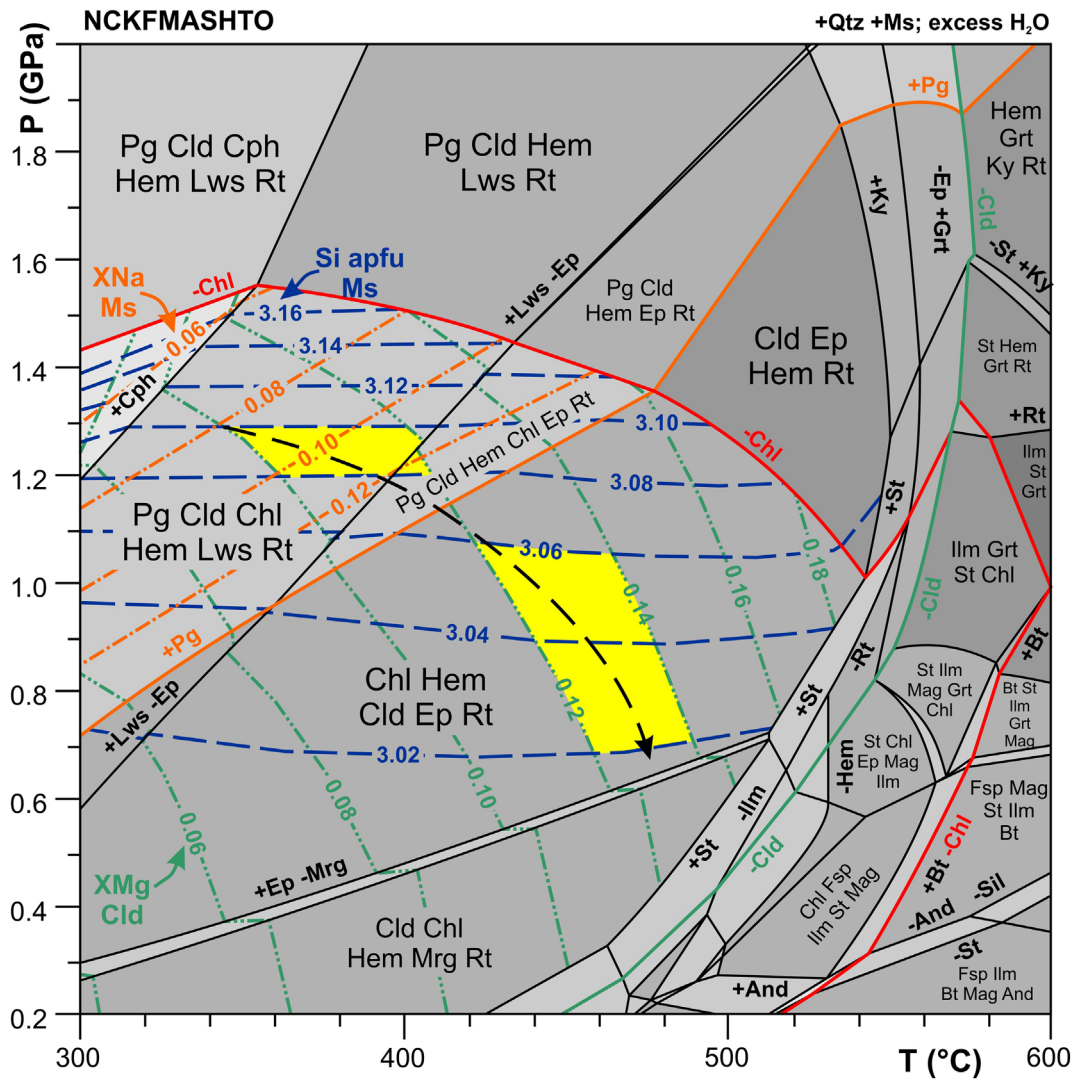 NCKFMASHTO
+Qtz +Ms; excess H₂O
P (GPa)
1.8
1.6
1.4
1.2
1.0
0.8
0.6
0.4
0.2
300
400
500
T (°C)
600
Pg Cld Cph
Hem Lws Rt
Pg Cld Hem
Lws Rt
+Pg
Hem
Grt
Ky Rt
+Ky
-Ep +Grt
-Cld
-St +Ky
XNa
Ms
-Chl
Si apfu
Ms
+Lws -Ep
Pg Cld
Hem Ep Rt
Cld Ep
Hem Rt
St Hem
Grt Rt
0.06
3.16
3.14
3.12
3.10
3.08
3.06
3.04
3.02
+Cph
0.08
0.10
0.12
Pg Cld Hem Chl Ep Rt
-Chl
+Rt
Ilm
St
Grt
+St
Pg Cld Chl
Hem Lws Rt
0.18
0.16
0.14
0.12
0.10
0.08
0.06
Ilm Grt
St Chl
-Cld
+Pg
+Bt
-Rt
+Lws -Ep
Chl Hem
Cld Ep Rt
+St
St Ilm
Mag Grt
Chl
Bt St
Ilm
Grt
Mag
-Hem
St Chl
Ep Mag
Ilm
-Ilm
Fsp Mag
St Ilm
Bt
XMg
Cld
+Ep -Mrg
+St
-Cld
+Bt -Chl
Chl Fsp
Ilm St Mag
-And
-Sil
Cld Chl
Hem Mrg Rt
-St
+And
Fsp Ilm
Bt Mag And